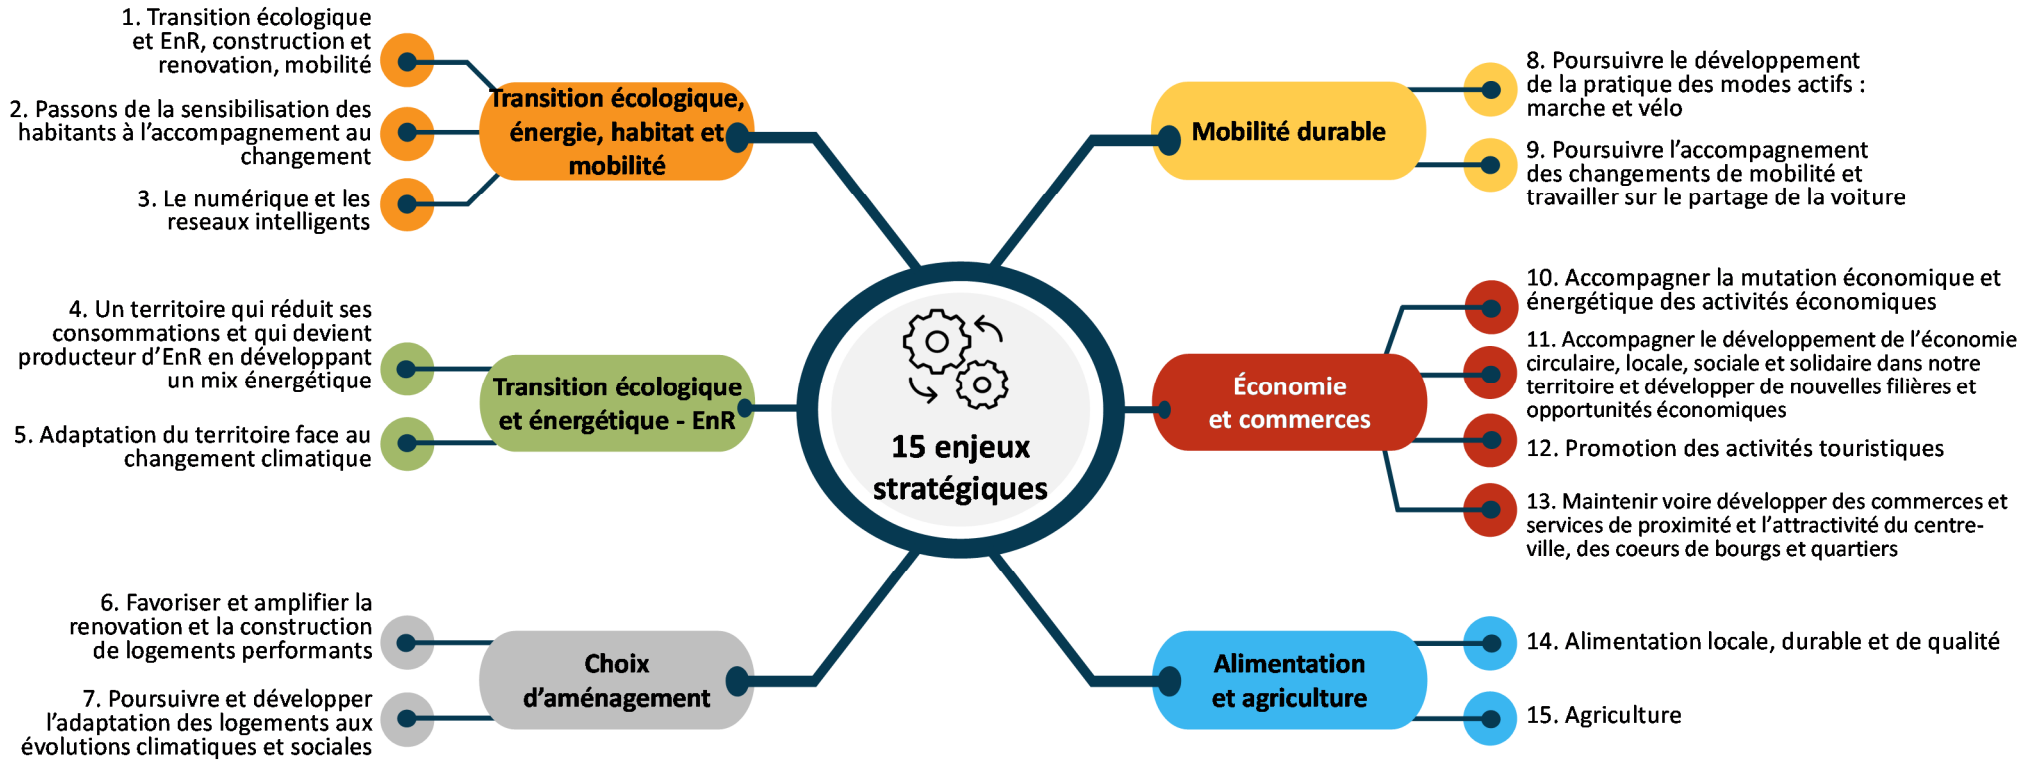 1. Transition écologique
et EnR, construction et
renovation, mobilité
2. Passons de la sensibilisation des
habitants à l’accompagnement au
changement
3. Le numérique et les
reseaux intelligents
Transition écologique,
énergie, habitat et
mobilité
4. Un territoire qui réduit ses
consommations et qui devient
producteur d’EnR en développant
un mix énergétique
5. Adaptation du territoire face au
changement climatique
Transition écologique
et énergétique - EnR
6. Favoriser et amplifier la
renovation et la construction
de logements performants
7. Poursuivre et développer
l’adaptation des logements aux
évolutions climatiques et sociales
Choix
d’aménagement
15 enjeux
stratégiques
Mobilité durable
8. Poursuivre le développement
de la pratique des modes actifs :
marche et vélo
9. Poursuivre l’accompagnement
des changements de mobilité et
travailler sur le partage de la voiture
Économie
et commerces
10. Accompagner la mutation économique et
énergétique des activités économiques
11. Accompagner le développement de l’économie
circulaire, locale, sociale et solidaire dans notre
territoire et développer de nouvelles filières et
opportunités économiques
12. Promotion des activités touristiques
13. Maintenir voire développer des commerces et
services de proximité et l’attractivité du centre-
ville, des coeurs de bourgs et quartiers
Alimentation
et agriculture
14. Alimentation locale, durable et de qualité
15. Agriculture